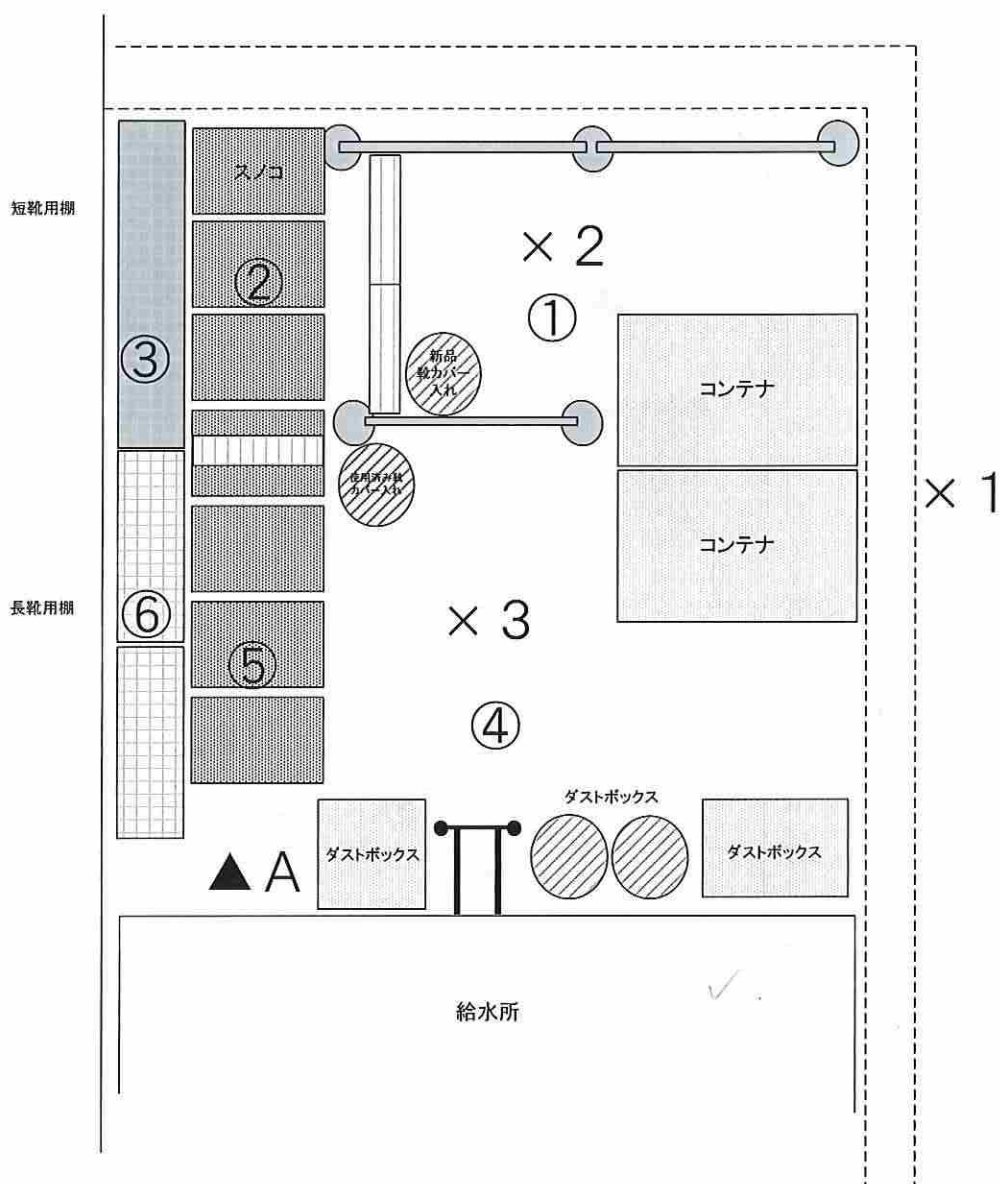 スノコ
短靴用棚
× 2
②
①
③
新品
靴カバー
入れ
コンテナ
使用済み靴
カバー入れ
× 1
コンテナ
長靴用棚
⑥
× 3
⑤
④
ダストボックス
ダストボックス
ダストボックス
▲ A
給水所